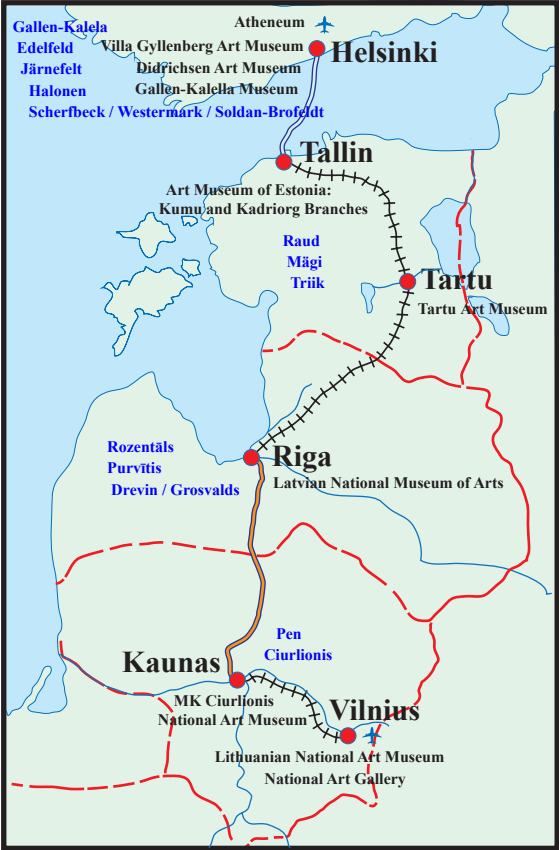 Atheneum
Gallen-Kalela
Villa Gyllenberg Art Museum
Edelfeld
Helsinki
Didrichsen Art Museum
Järnefelt
Gallen-Kalella Museum
Halonen
Scherfbeck / Westermark / Soldan-Brofeldt
Tallin
Art Museum of Estonia:
Kumu and Kadriorg Branches
Raud
Mägi
Triik
Tartu
Tartu Art Museum
Rozentāls
Purvītis
Drevin / Grosvalds
Riga
Latvian National Museum of Arts
Pen
Ciurlionis
Kaunas
MK Ciurlionis
National Art Museum
Vilnius
Lithuanian National Art Museum
National Art Gallery